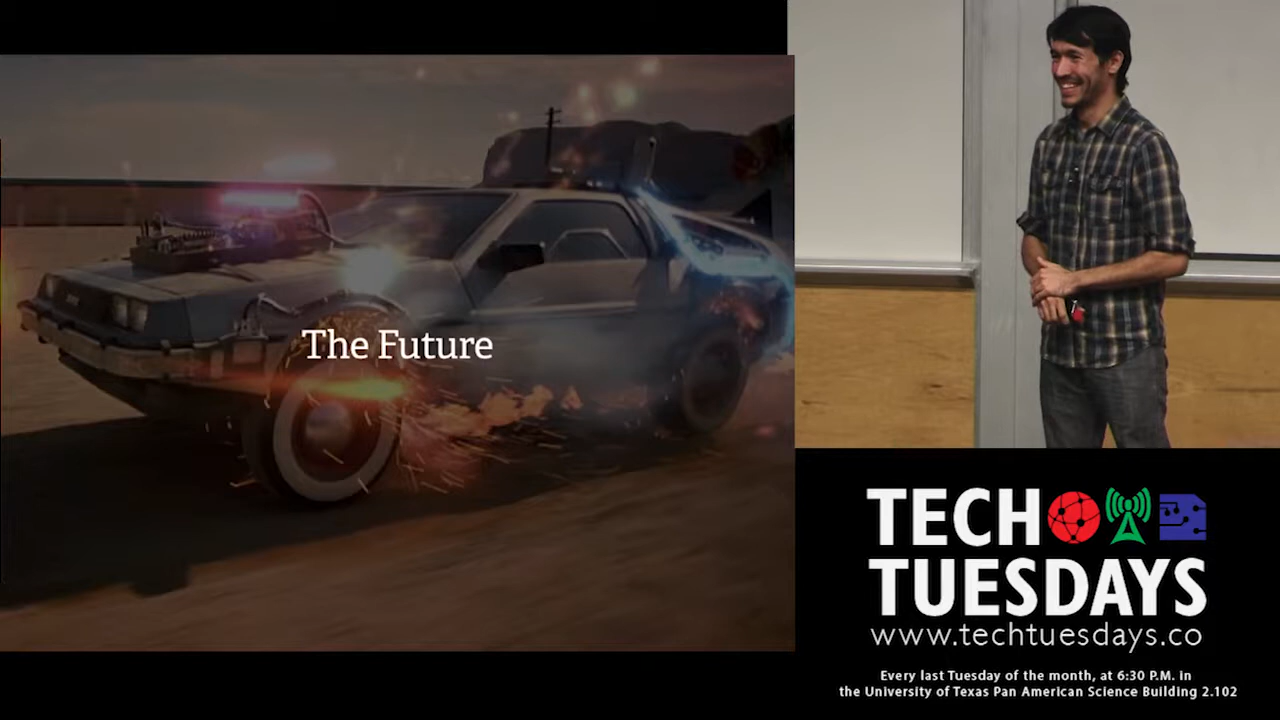 The Future
TECH
TUESDAYS
www.techtuesdays.co
Every last Tuesday of the month, at 6:30 P.M. in
the University of Texas Pan American Science Building 2.102